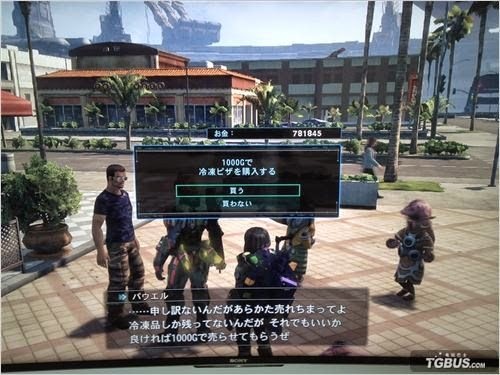 お金： 781845
1000Gで
冷凍ピザを購入する
買う
買わない
パウエル
……申し訳ないんだがあらかた売れちまってよ
冷凍品しか残ってないんだが それでもいいか
良ければ1000Gで売らせてもらうぜ
SONY
電玩巴士
TGBUS.COM